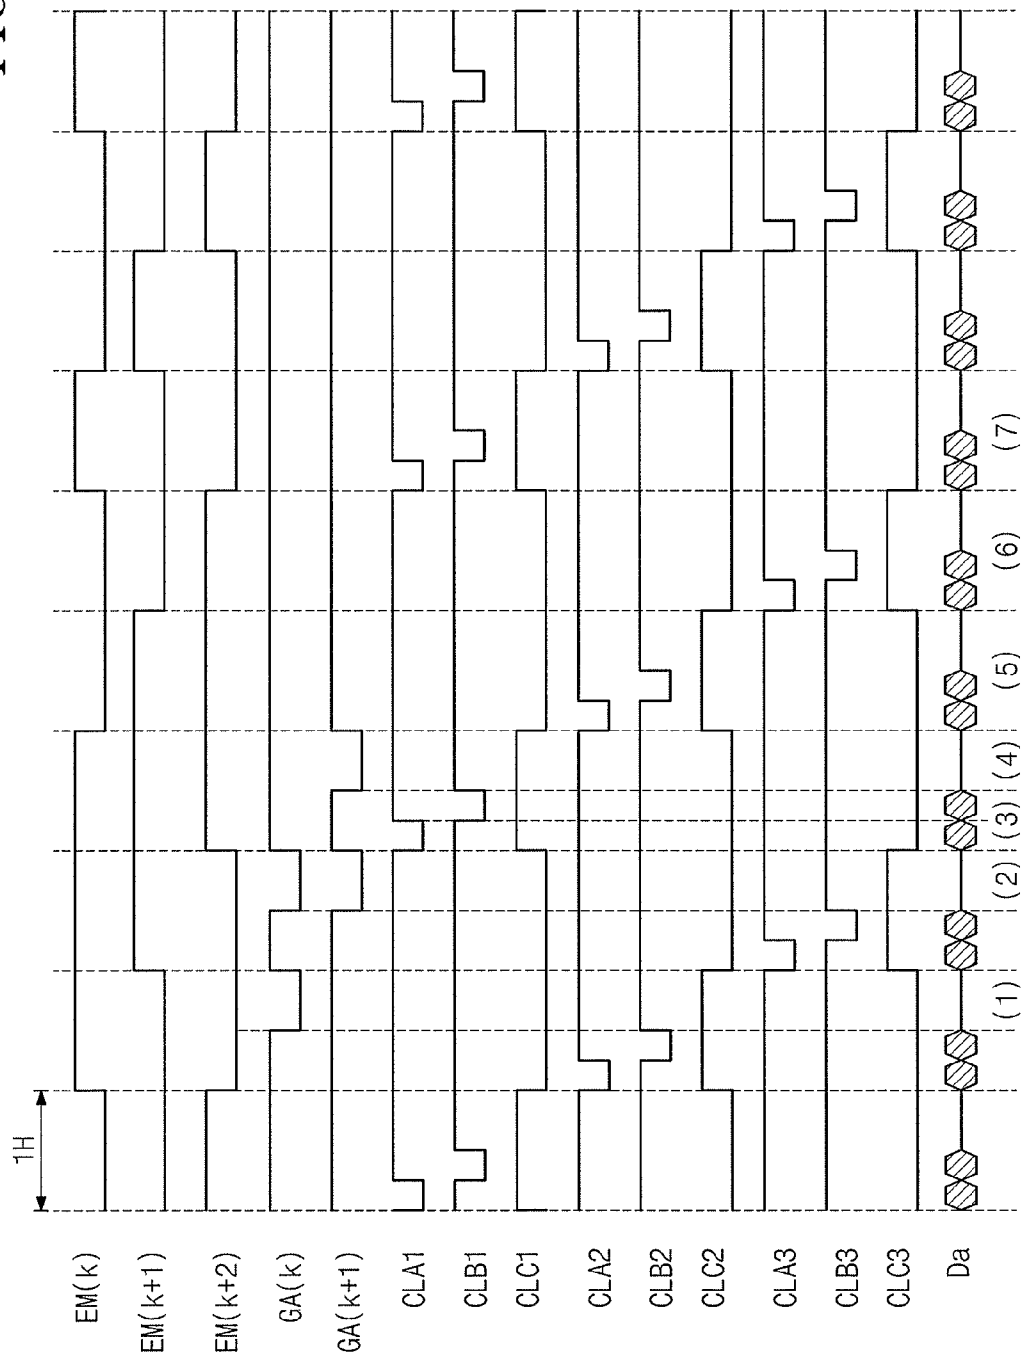 1H
EM(k)
EM(k+1)
EM(k+2)
GA(k)
GA(k+1)
CLA1
CLB1
CLC1
CLA2
CLB2
CLC2
CLA3
CLB3
CLC3
Da
(1)
(2)
(3)
(4)
(5)
(6)
(7)